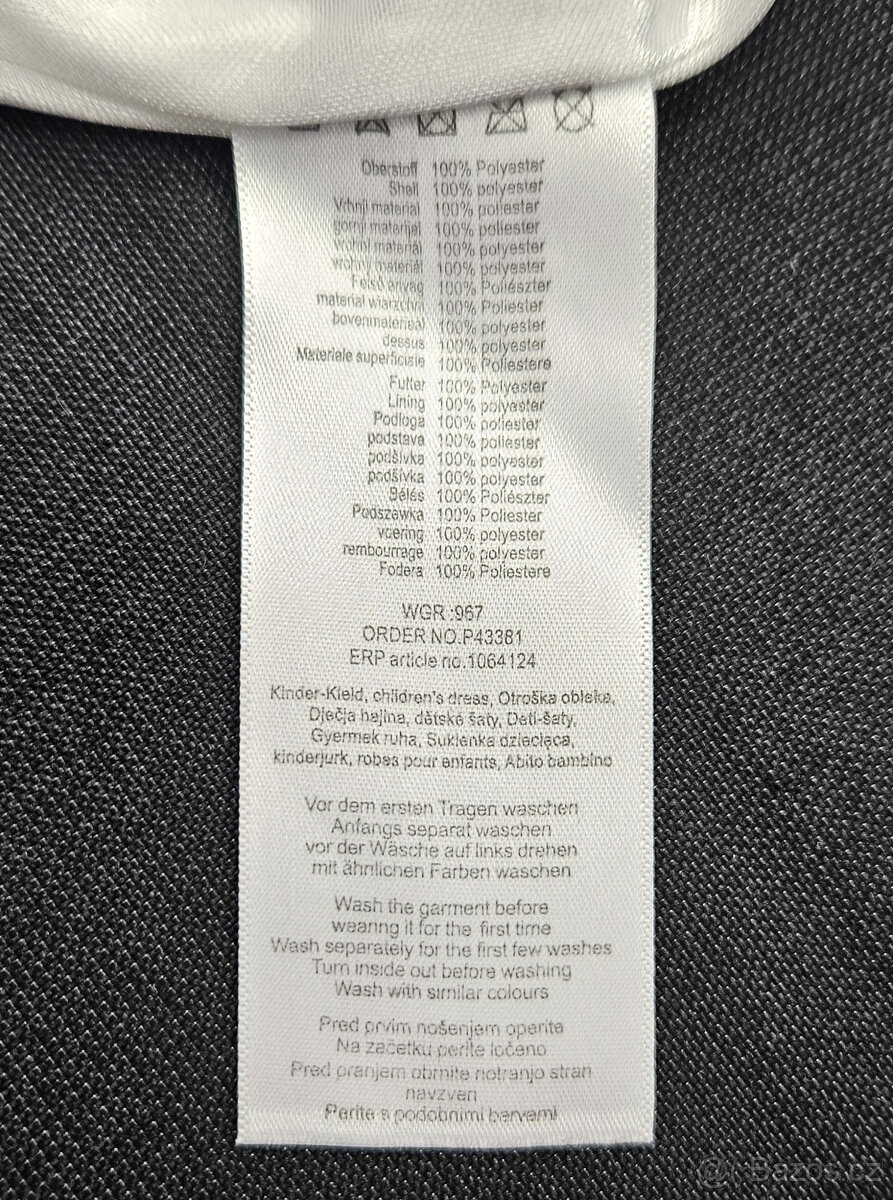 Oberstoff 100% Polyester
Shell 100% polyester
Vrhnji material 100% poliester
gornji materijal 100% poliester
vrchní materiál 100% polyester
vrchný materiál 100% polyester
Felső anyag 100% Poliészter
materiał wierzchni 100% Poliester
bovenmateriaal 100% polyester
dessus 100% polyester
Materiale superficiale 100% Poliestere
Futter 100% Polyester
Lining 100% polyester
Podloga 100% poliester
podstava 100% poliester
podšívka 100% polyester
podšívka 100% polyester
Bélés 100% Poliészter
Podszewka 100% Poliester
voering 100% polyester
rembourrage 100% polyester
Fodera 100% Poliestere
WGR :967
ORDER NO.P43381
ERP article no.1064124
Kinder-Kleid, children's dress, Otroška obleka,
Dječja haljina, dětské šaty, Deti-šaty,
Gyermek ruha, Sukienka dziecięca,
kinderjurk, robes pour enfants, Abito bambino
Vor dem ersten Tragen waschen
Anfangs separat waschen
vor der Wäsche auf links drehen
mit ähnlichen Farben waschen
Wash the garment before
wearing it for the first time
Wash separately for the first few washes
Turn inside out before washing
Wash with similar colours
Pred prvim nošenjem operite
Na začetku perite ločeno
Pred pranjem obrnite notranjo stran
navzven
Perite s podobnimi barvami
Bazos.cz